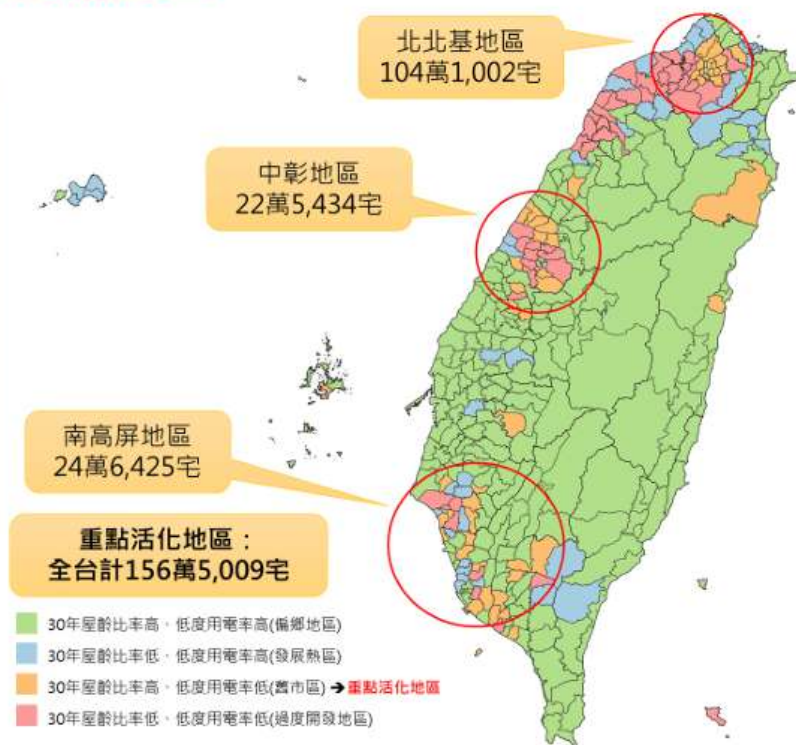 北北基地區
104萬1,002宅
中彰地區
22萬5,434宅
南高屏地區
24萬6,425宅
重點活化地區：
全台計156萬5,009宅
30年屋齡比率高、低度用電率高(偏鄉地區)
30年屋齡比率低、低度用電率高(發展熱區)
30年屋齡比率高、低度用電率低(舊市區) ➔重點活化地區
30年屋齡比率低、低度用電率低(過度開發地區)